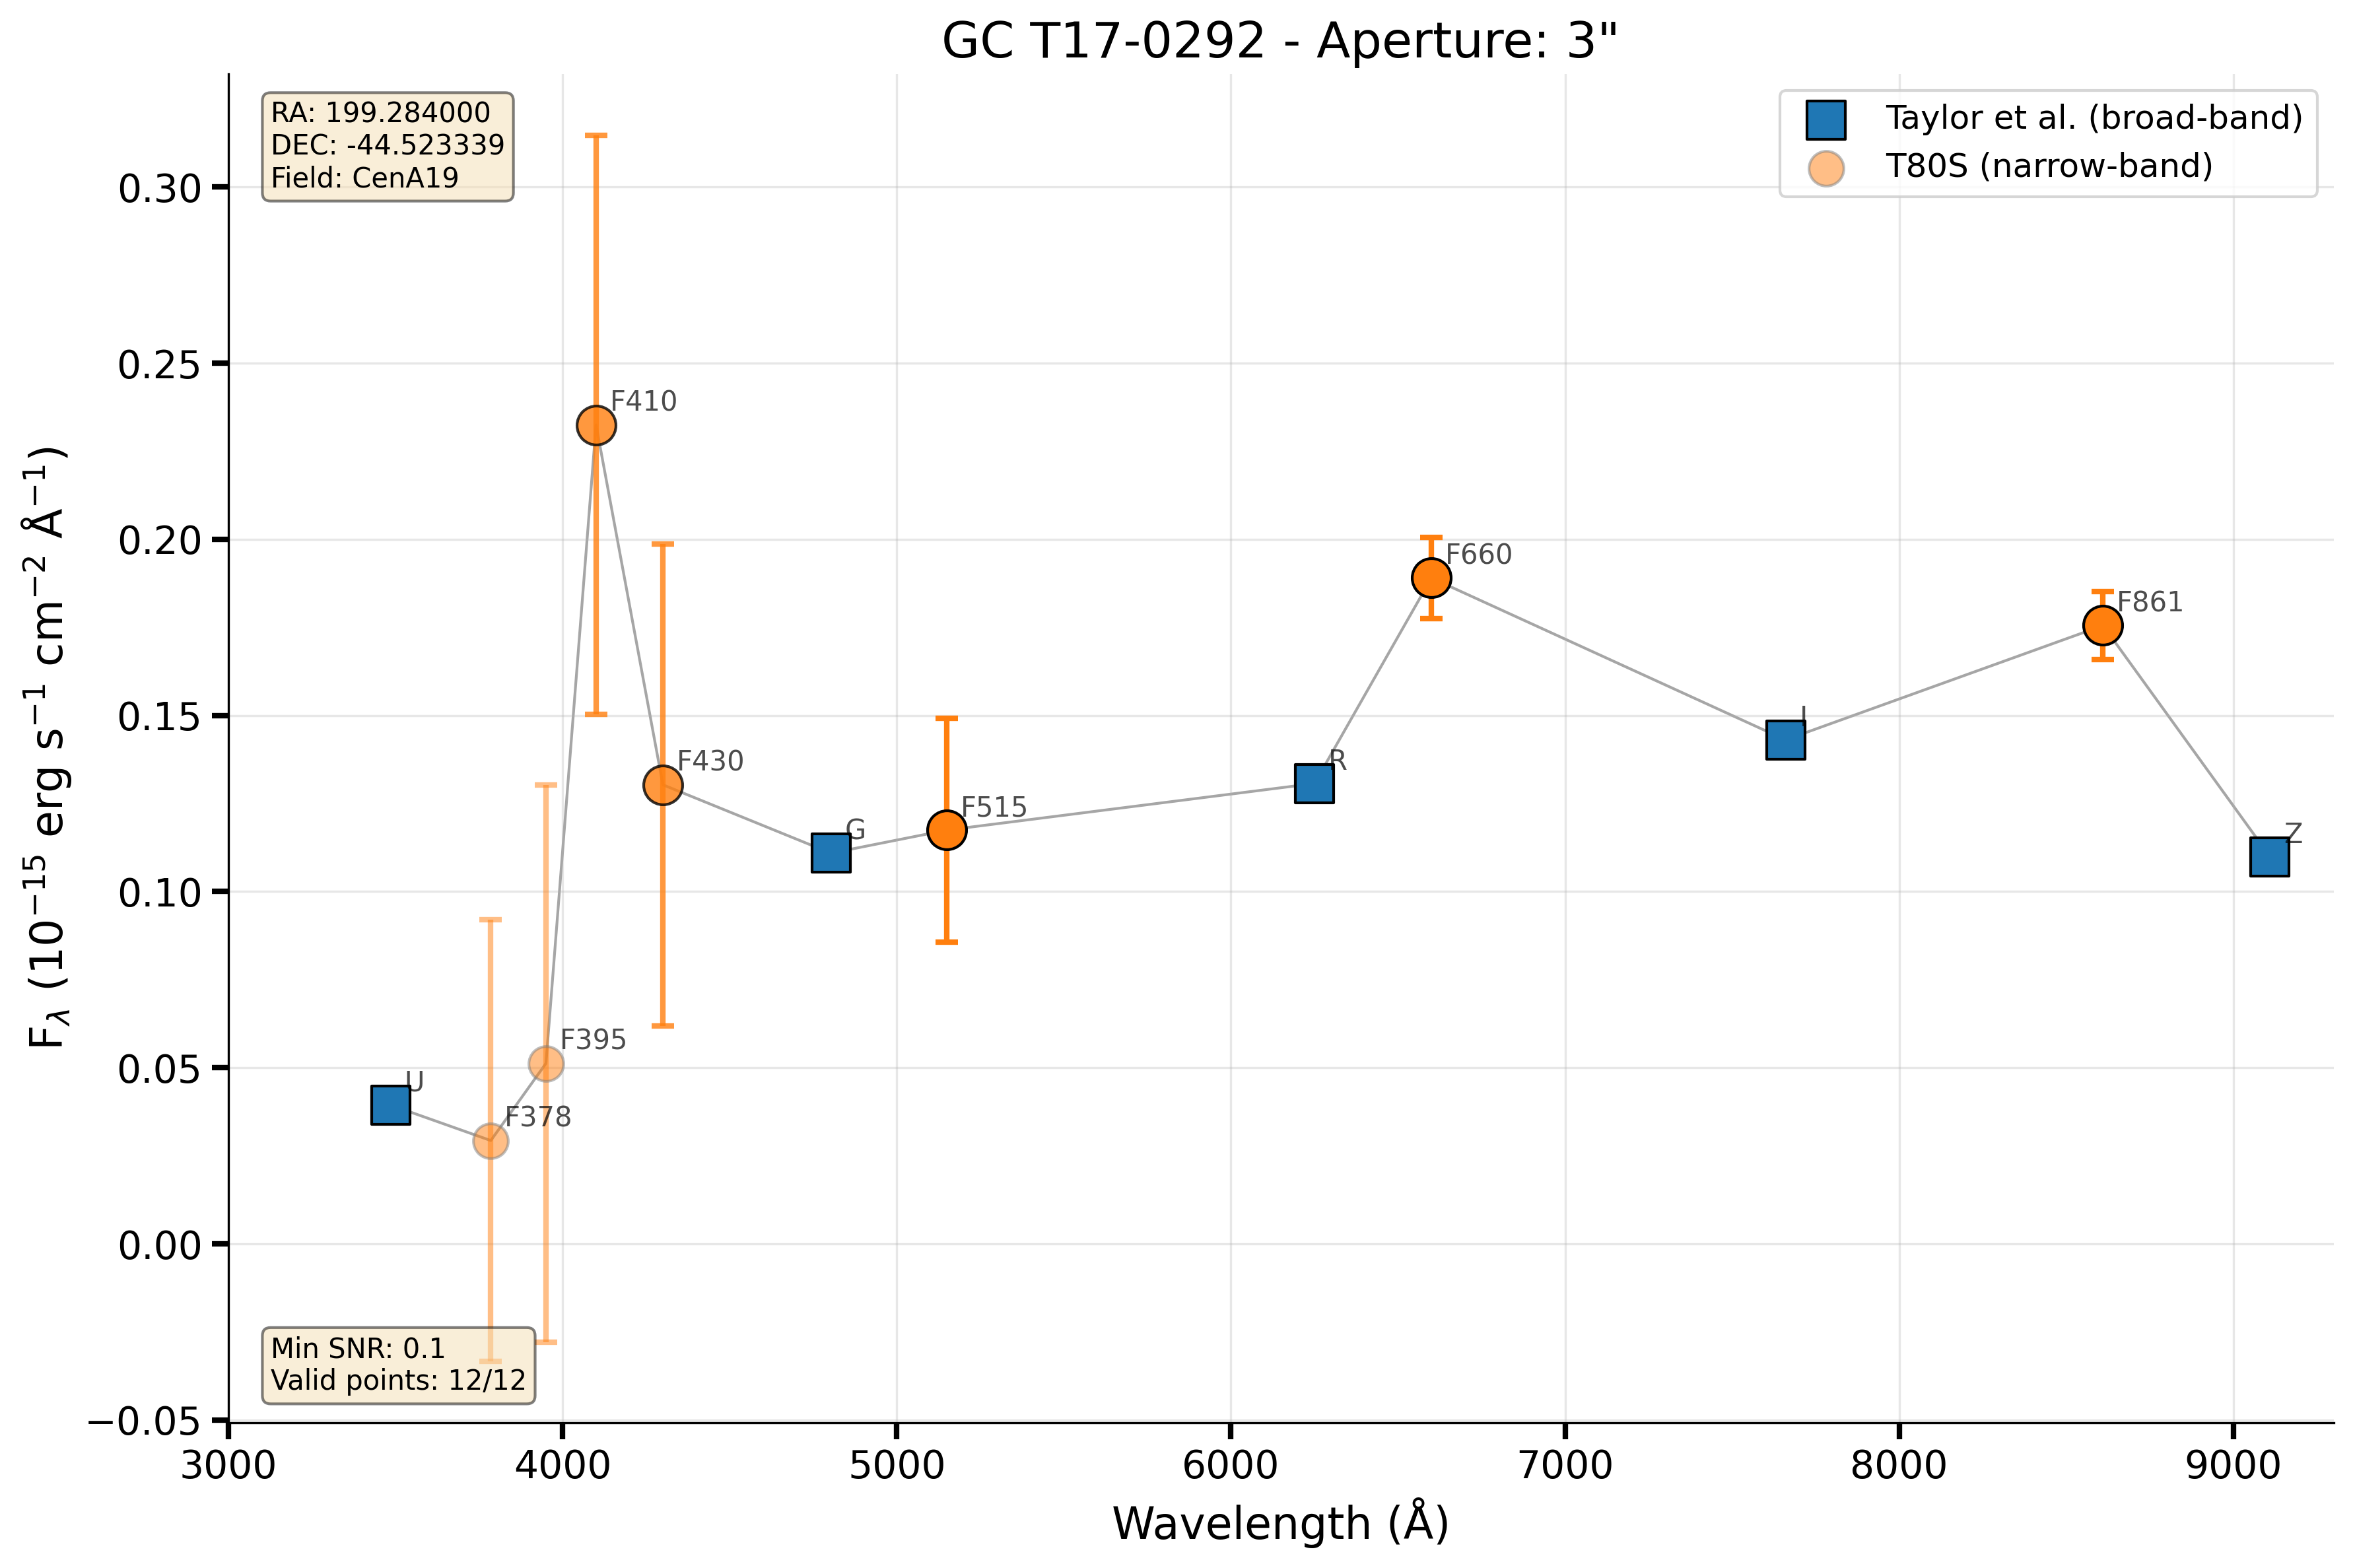 GC T17-0292 - Aperture: 3"
RA: 199.284000
DEC: -44.523339
Field: CenA19
Taylor et al. (broad-band)
T80S (narrow-band)
0.30
0.25
0.20
0.15
0.10
0.05
0.00
−0.05
F_λ (10⁻¹⁵ erg s⁻¹ cm⁻² Å⁻¹)
U
F378
F395
F410
F430
G
F515
R
F660
I
F861
Z
Min SNR: 0.1
Valid points: 12/12
3000 4000 5000 6000 7000 8000 9000
Wavelength (Å)